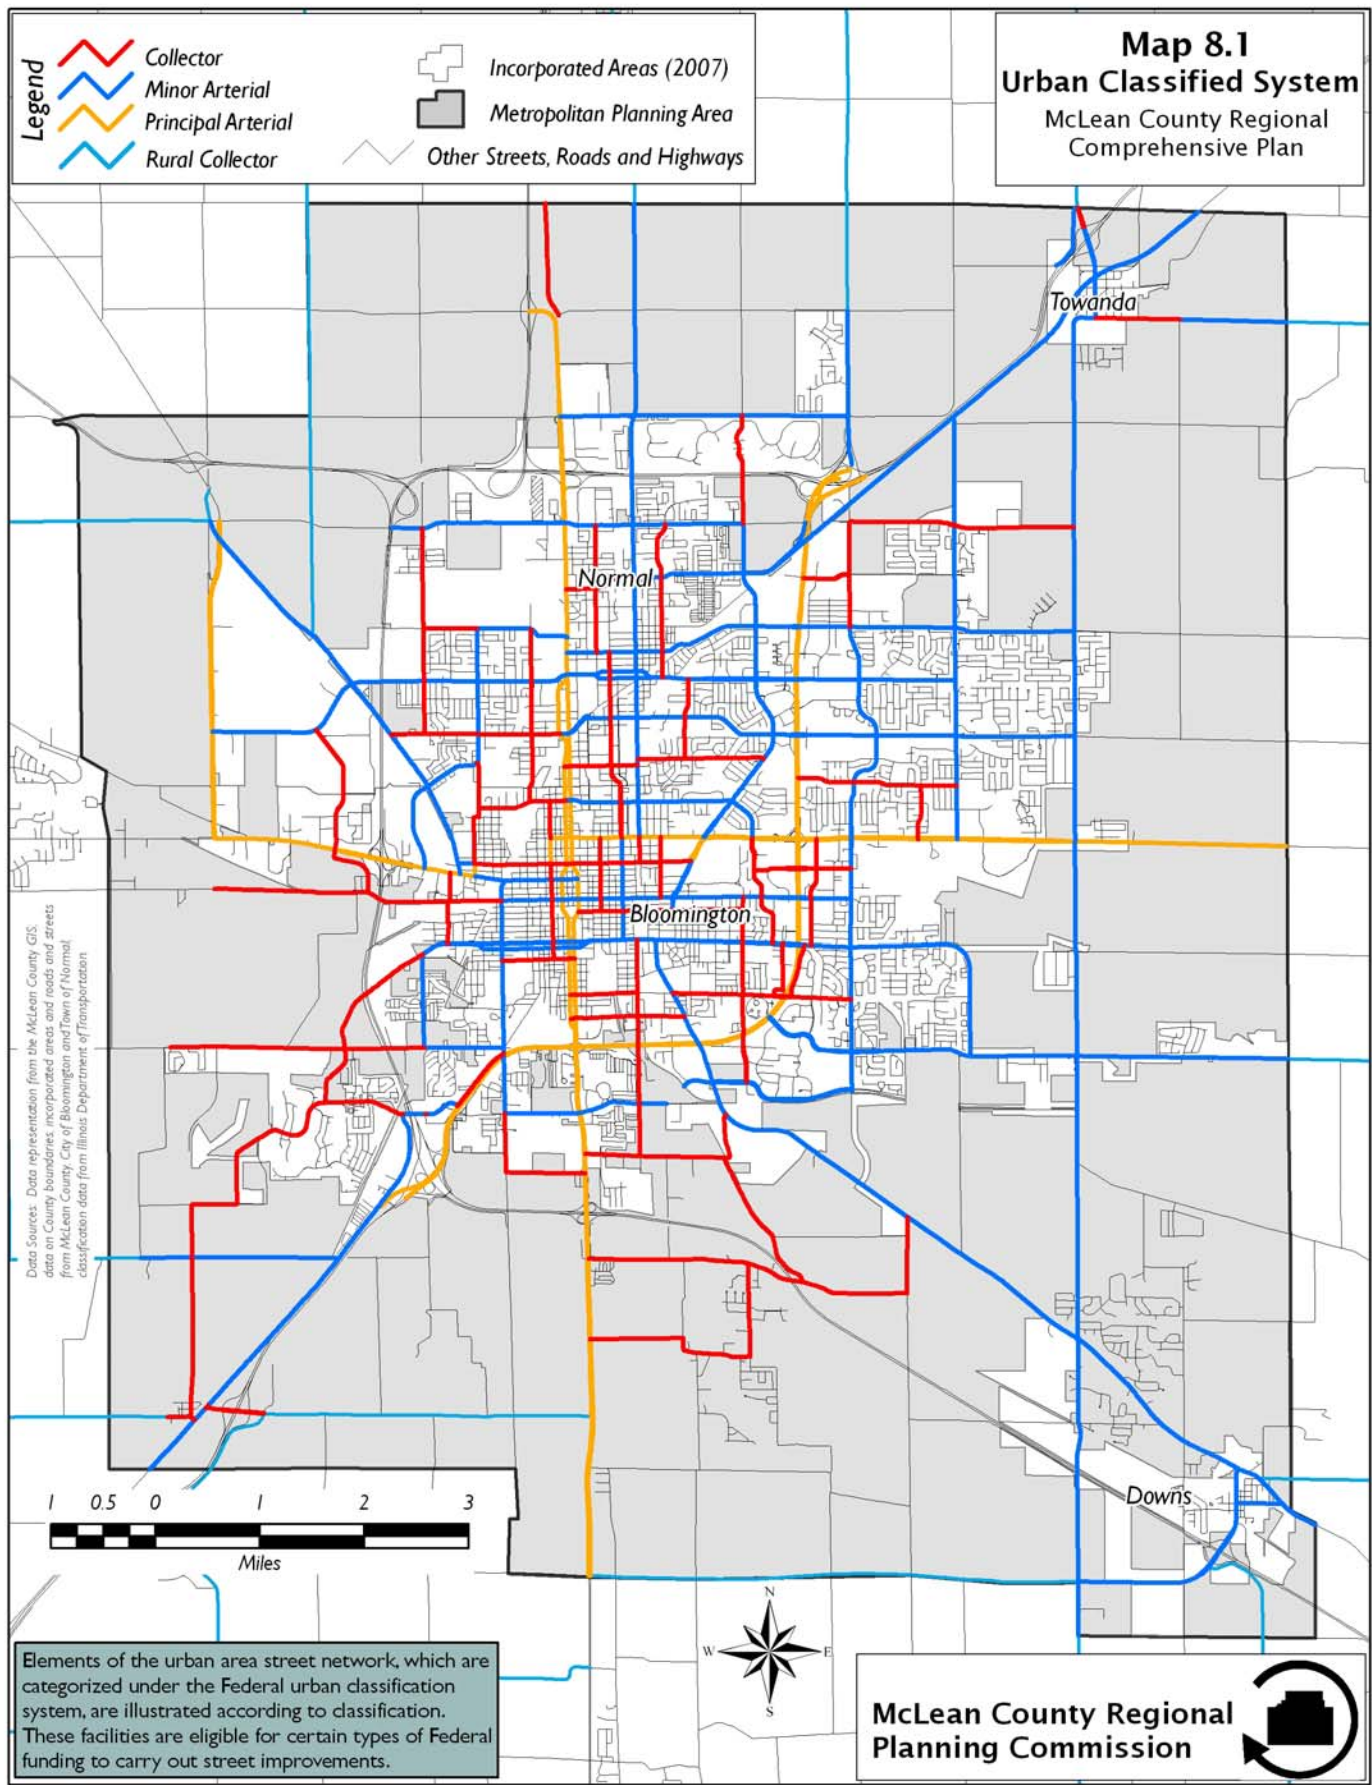 Legend
Collector
Minor Arterial
Principal Arterial
Rural Collector
Incorporated Areas (2007)
Metropolitan Planning Area
Other Streets, Roads and Highways
Map 8.1
Urban Classified System
McLean County Regional
Comprehensive Plan
Towanda
Normal
Bloomington
Downs
Data Sources: Data representation from the McLean County GIS.
data on County boundaries, incorporated areas and roads and streets
from McLean County, City of Bloomington and Town of Normal,
classification data from Illinois Department of Transportation.
1 0.5 0 1 2 3
Miles
N
W E
S
Elements of the urban area street network, which are
categorized under the Federal urban classification
system, are illustrated according to classification.
These facilities are eligible for certain types of Federal
funding to carry out street improvements.
McLean County Regional
Planning Commission